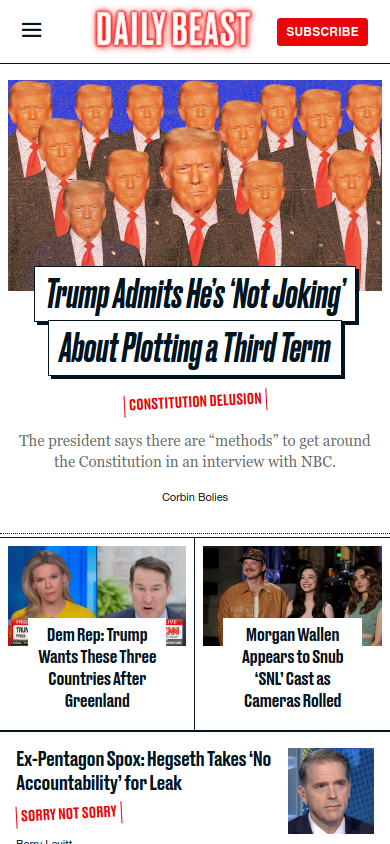 DAILY BEAST
SUBSCRIBE
Trump Admits He's ‘Not Joking’
About Plotting a Third Term
CONSTITUTION DELUSION
The president says there are “methods” to get around
the Constitution in an interview with NBC.
Corbin Bolies
Dem Rep: Trump
Wants These Three
Countries After
Greenland
Morgan Wallen
Appears to Snub
‘SNL’ Cast as
Cameras Rolled
Ex-Pentagon Spox: Hegseth Takes ‘No
Accountability’ for Leak
SORRY NOT SORRY